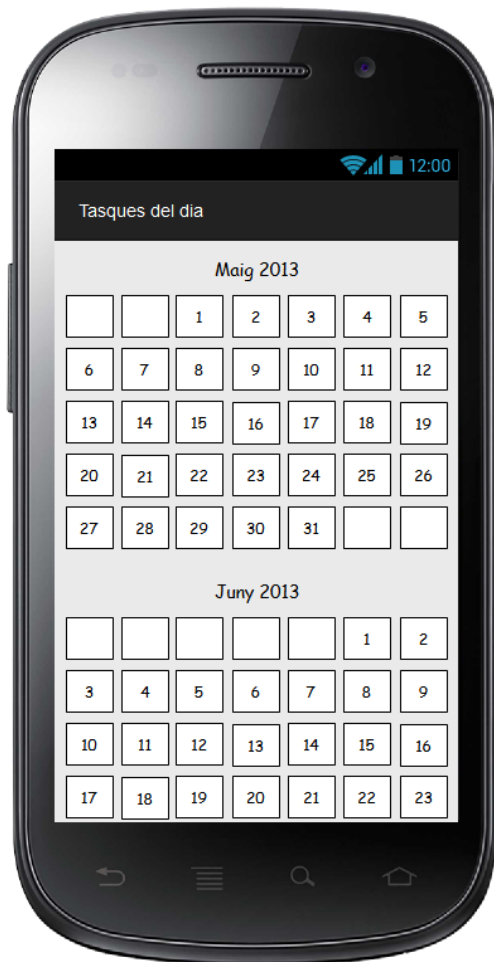 12:00
Tasques del dia
Maig 2013
1 2 3 4 5
6 7 8 9 10 11 12
13 14 15 16 17 18 19
20 21 22 23 24 25 26
27 28 29 30 31
Juny 2013
1 2
3 4 5 6 7 8 9
10 11 12 13 14 15 16
17 18 19 20 21 22 23